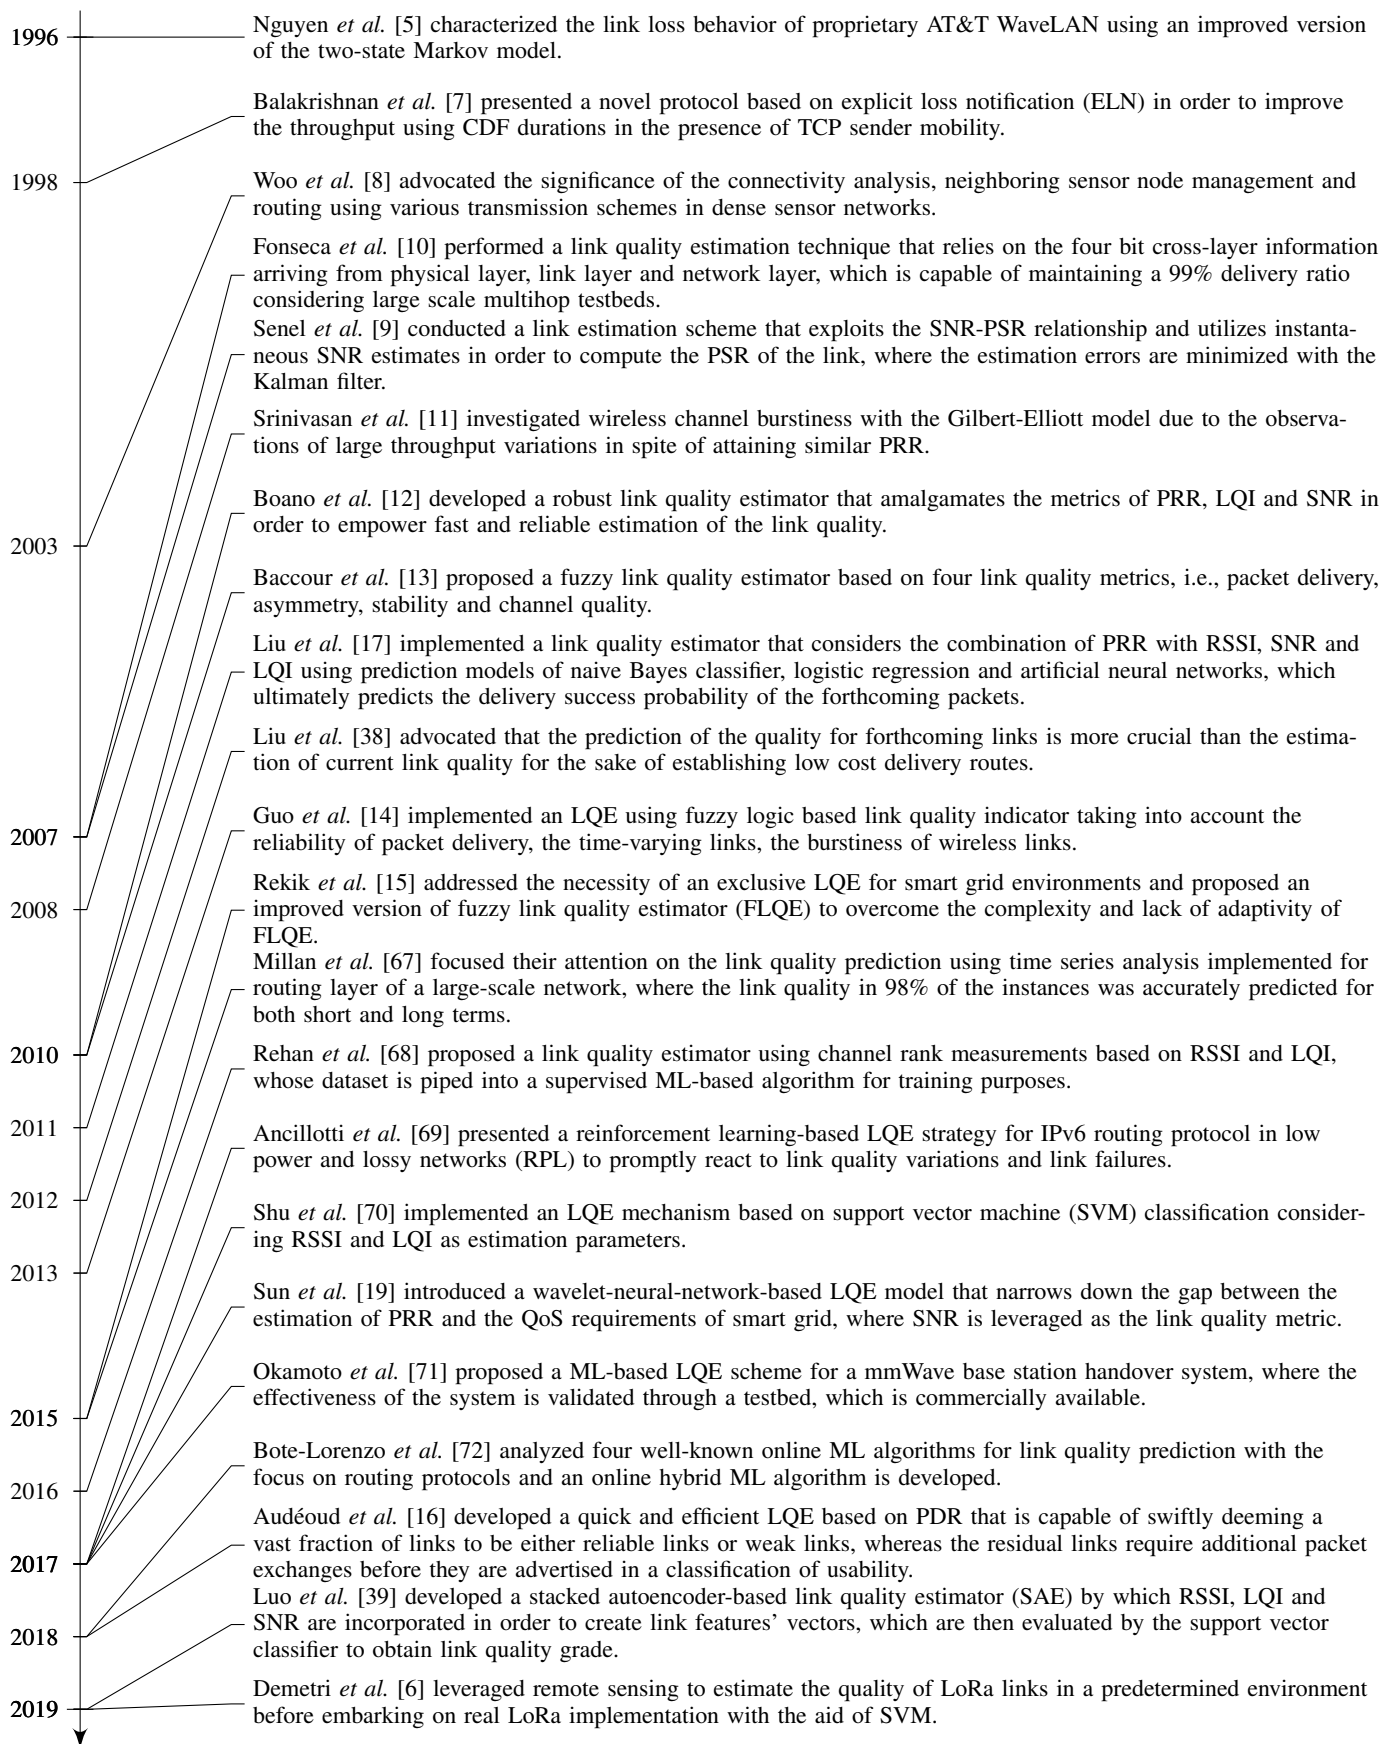 1996
Nguyen et al. [5] characterized the link loss behavior of proprietary AT&T WaveLAN using an improved version
of the two-state Markov model.
Balakrishnan et al. [7] presented a novel protocol based on explicit loss notification (ELN) in order to improve
the throughput using CDF durations in the presence of TCP sender mobility.
1998
Woo et al. [8] advocated the significance of the connectivity analysis, neighboring sensor node management and
routing using various transmission schemes in dense sensor networks.
Fonseca et al. [10] performed a link quality estimation technique that relies on the four bit cross-layer information
arriving from physical layer, link layer and network layer, which is capable of maintaining a 99% delivery ratio
considering large scale multihop testbeds.
Senel et al. [9] conducted a link estimation scheme that exploits the SNR-PSR relationship and utilizes instanta-
neous SNR estimates in order to compute the PSR of the link, where the estimation errors are minimized with the
Kalman filter.
Srinivasan et al. [11] investigated wireless channel burstiness with the Gilbert-Elliott model due to the observa-
tions of large throughput variations in spite of attaining similar PRR.
Boano et al. [12] developed a robust link quality estimator that amalgamates the metrics of PRR, LQI and SNR in
order to empower fast and reliable estimation of the link quality.
2003
Baccour et al. [13] proposed a fuzzy link quality estimator based on four link quality metrics, i.e., packet delivery,
asymmetry, stability and channel quality.
Liu et al. [17] implemented a link quality estimator that considers the combination of PRR with RSSI, SNR and
LQI using prediction models of naive Bayes classifier, logistic regression and artificial neural networks, which
ultimately predicts the delivery success probability of the forthcoming packets.
Liu et al. [38] advocated that the prediction of the quality for forthcoming links is more crucial than the estima-
tion of current link quality for the sake of establishing low cost delivery routes.
Guo et al. [14] implemented an LQE using fuzzy logic based link quality indicator taking into account the
reliability of packet delivery, the time-varying links, the burstiness of wireless links.
2007
Rekik et al. [15] addressed the necessity of an exclusive LQE for smart grid environments and proposed an
improved version of fuzzy link quality estimator (FLQE) to overcome the complexity and lack of adaptivity of
FLQE.
2008
Millan et al. [67] focused their attention on the link quality prediction using time series analysis implemented for
routing layer of a large-scale network, where the link quality in 98% of the instances was accurately predicted for
both short and long terms.
Rehan et al. [68] proposed a link quality estimator using channel rank measurements based on RSSI and LQI,
whose dataset is piped into a supervised ML-based algorithm for training purposes.
2010
Ancillotti et al. [69] presented a reinforcement learning-based LQE strategy for IPv6 routing protocol in low
power and lossy networks (RPL) to promptly react to link quality variations and link failures.
2011
Shu et al. [70] implemented an LQE mechanism based on support vector machine (SVM) classification consider-
ing RSSI and LQI as estimation parameters.
2012
2013
Sun et al. [19] introduced a wavelet-neural-network-based LQE model that narrows down the gap between the
estimation of PRR and the QoS requirements of smart grid, where SNR is leveraged as the link quality metric.
Okamoto et al. [71] proposed a ML-based LQE scheme for a mmWave base station handover system, where the
effectiveness of the system is validated through a testbed, which is commercially available.
2015
Bote-Lorenzo et al. [72] analyzed four well-known online ML algorithms for link quality prediction with the
focus on routing protocols and an online hybrid ML algorithm is developed.
2016
Audéoud et al. [16] developed a quick and efficient LQE based on PDR that is capable of swiftly deeming a
vast fraction of links to be either reliable links or weak links, whereas the residual links require additional packet
exchanges before they are advertised in a classification of usability.
2017
Luo et al. [39] developed a stacked autoencoder-based link quality estimator (SAE) by which RSSI, LQI and
SNR are incorporated in order to create link features' vectors, which are then evaluated by the support vector
classifier to obtain link quality grade.
2018
Demetri et al. [6] leveraged remote sensing to estimate the quality of LoRa links in a predetermined environment
before embarking on real LoRa implementation with the aid of SVM.
2019